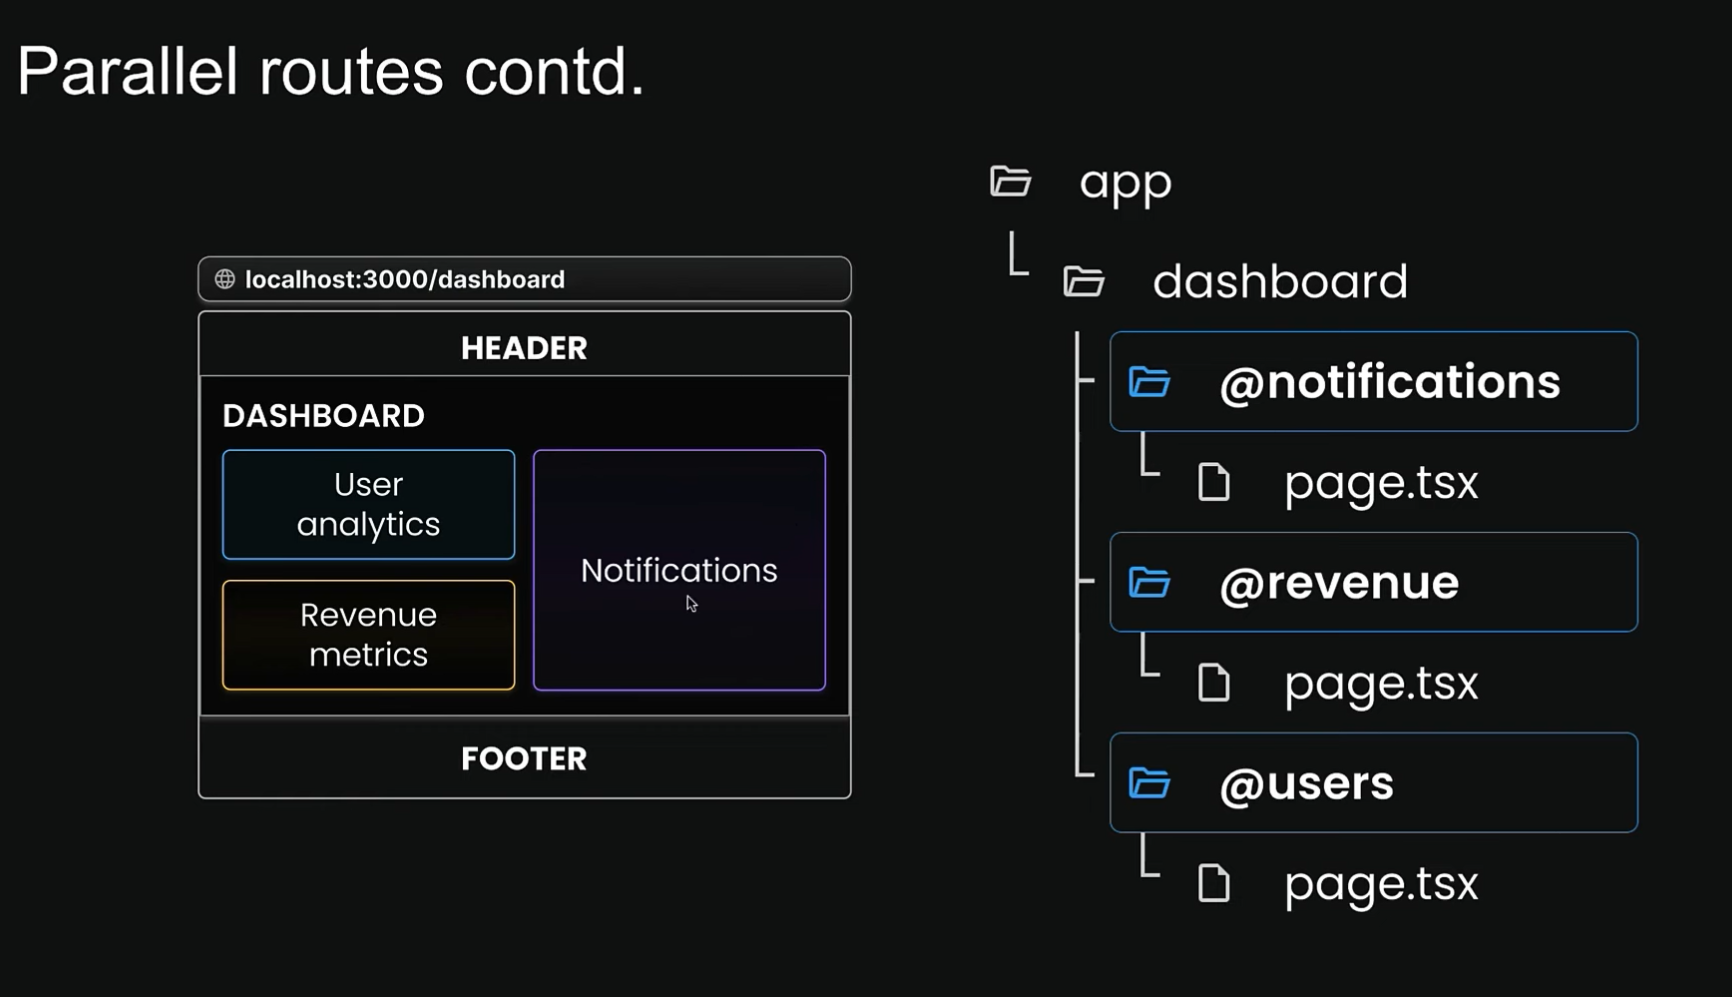 Parallel routes contd.
localhost:3000/dashboard
HEADER
DASHBOARD
User
analytics
Revenue
metrics
Notifications
FOOTER
app
dashboard
@notifications
page.tsx
@revenue
page.tsx
@users
page.tsx